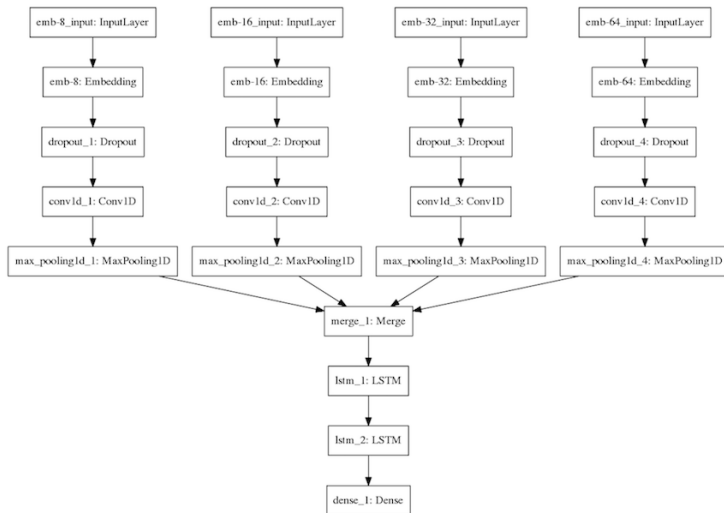 emb-8_input: InputLayer
emb-16_input: InputLayer
emb-32_input: InputLayer
emb-64_input: InputLayer
emb-8: Embedding
emb-16: Embedding
emb-32: Embedding
emb-64: Embedding
dropout_1: Dropout
dropout_2: Dropout
dropout_3: Dropout
dropout_4: Dropout
conv1d_1: Conv1D
conv1d_2: Conv1D
conv1d_3: Conv1D
conv1d_4: Conv1D
max_pooling1d_1: MaxPooling1D
max_pooling1d_2: MaxPooling1D
max_pooling1d_3: MaxPooling1D
max_pooling1d_4: MaxPooling1D
merge_1: Merge
lstm_1: LSTM
lstm_2: LSTM
dense_1: Dense